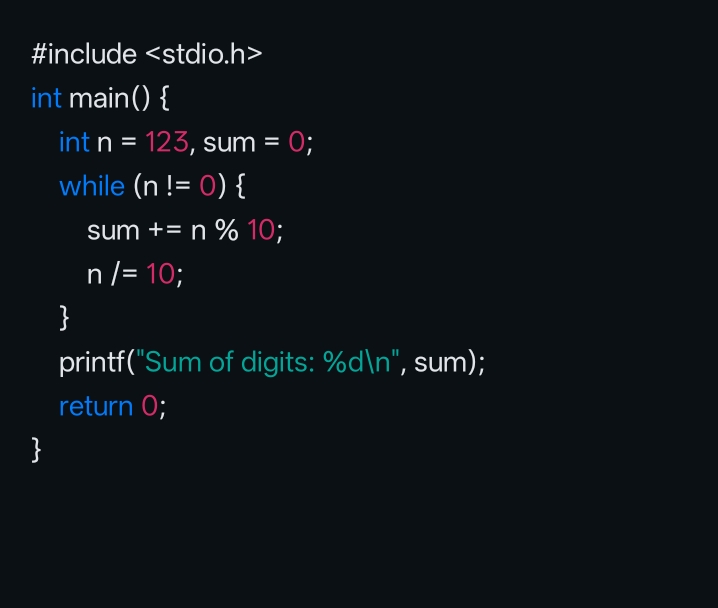 #include <stdio.h>
int main() {
    int n = 123, sum = 0;
    while (n != 0) {
        sum += n % 10;
        n /= 10;
    }
    printf("Sum of digits: %d\n", sum);
    return 0;
}